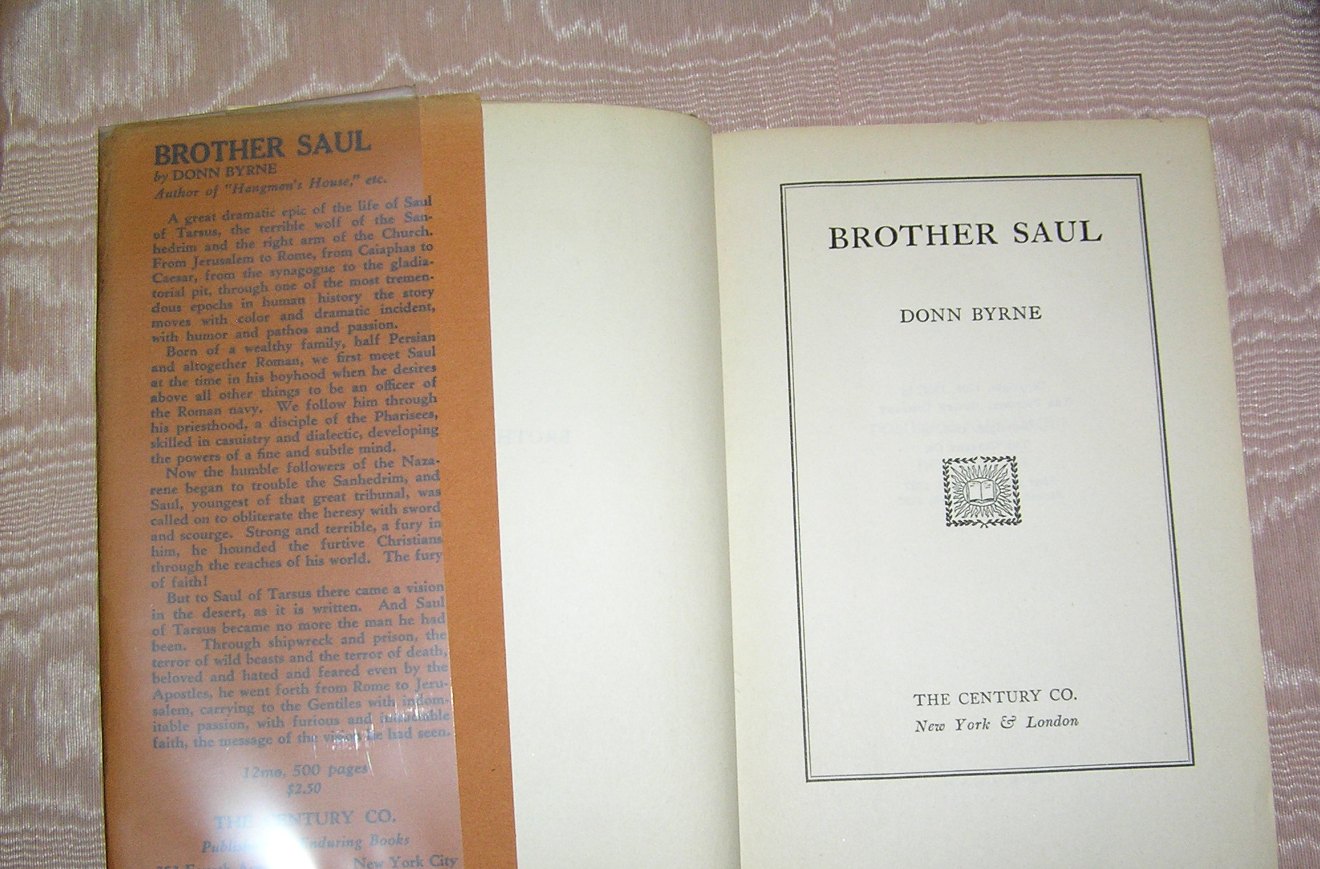 BROTHER SAUL
by DONN BYRNE
Author of "Hangman's House," etc.
A great dramatic epic of the life of Saul
of Tarsus, the terrible wolf of the San-
hedrim and the right arm of the Church.
From Jerusalem to Rome, from Caiaphas to
Caesar, from the synagogue to the gladia-
torial pit, through one of the most tremen-
dous epochs in human history the story
moves with color and dramatic incident,
with humor and pathos and passion.
Born of a wealthy family, half Persian
and altogether Roman, we first meet Saul
at the time in his boyhood when he desires
above all other things to be an officer of
the Roman navy. We follow him through
his priesthood, a disciple of the Pharisees,
skilled in casuistry and dialectic, developing
the powers of a fine and subtle mind.
Now the humble followers of the Naza-
rene began to trouble the Sanhedrim, and
Saul, youngest of that great tribunal, was
called on to obliterate the heresy with sword
and scourge. Strong and terrible, a fury in
him, he hounded the furtive Christians
through the reaches of his world. The fury
of faith!
But to Saul of Tarsus there came a vision
in the desert, as it is written. And Saul
of Tarsus became no more the man he had
been. Through shipwreck and prison, the
terror of wild beasts and the terror of death,
beloved and hated and feared even by the
Apostles, he went forth from Rome to Jeru-
salem, carrying to the Gentiles with indom-
itable passion, with furious and
faith, the message of the vision he had seen.
12mo, 500 pages
$2.50
THE CENTURY CO.
Enduring Books
New York City
BROTHER SAUL
DONN BYRNE
THE CENTURY CO.
New York & London